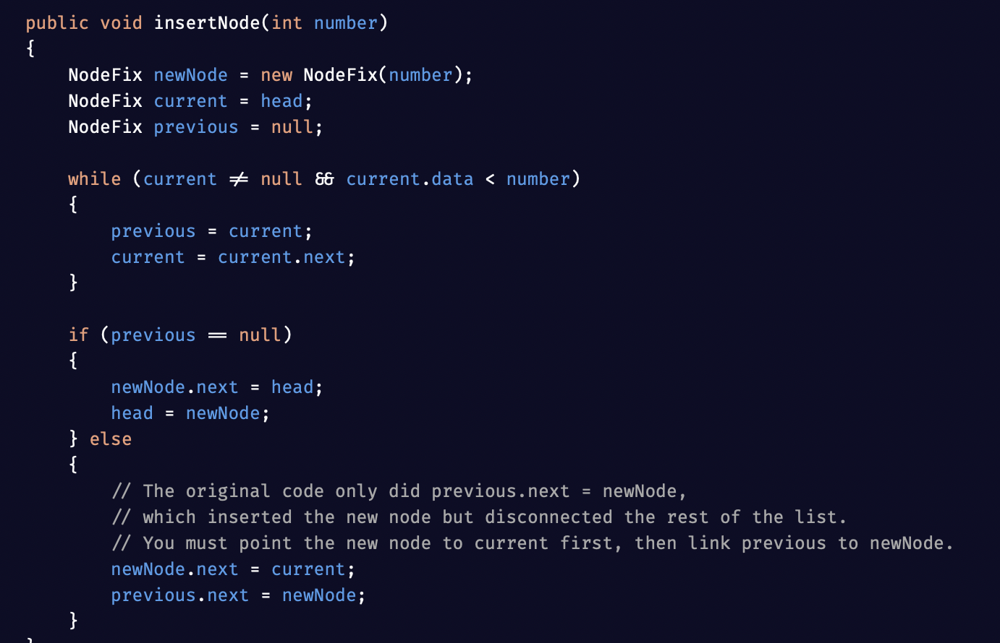 public void insertNode(int number)
{
    NodeFix newNode = new NodeFix(number);
    NodeFix current = head;
    NodeFix previous = null;

    while (current != null && current.data < number)
    {
        previous = current;
        current = current.next;
    }

    if (previous == null)
    {
        newNode.next = head;
        head = newNode;
    } else
    {
        // The original code only did previous.next = newNode,
        // which inserted the new node but disconnected the rest of the list.
        // You must point the new node to current first, then link previous to newNode.
        newNode.next = current;
        previous.next = newNode;
    }
}